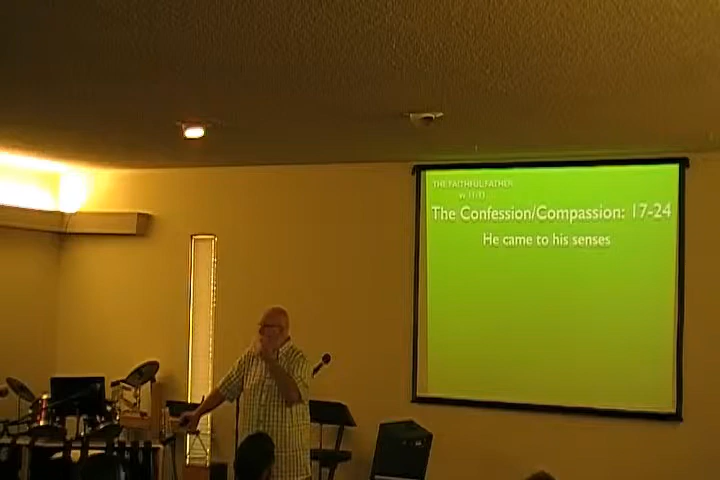 THE FAITHFUL FATHER
The Confession/Compassion: 17-24
He came to his senses